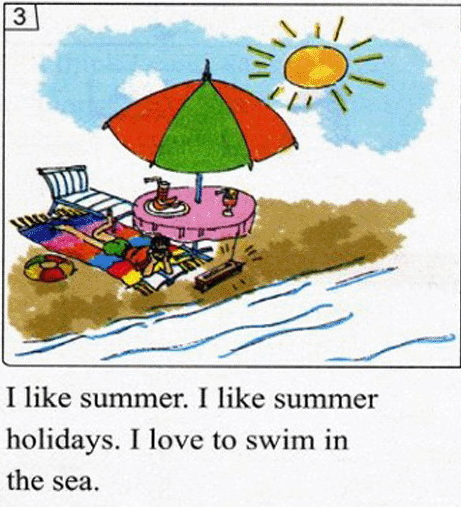 3
I like summer. I like summer
holidays. I love to swim in
the sea.